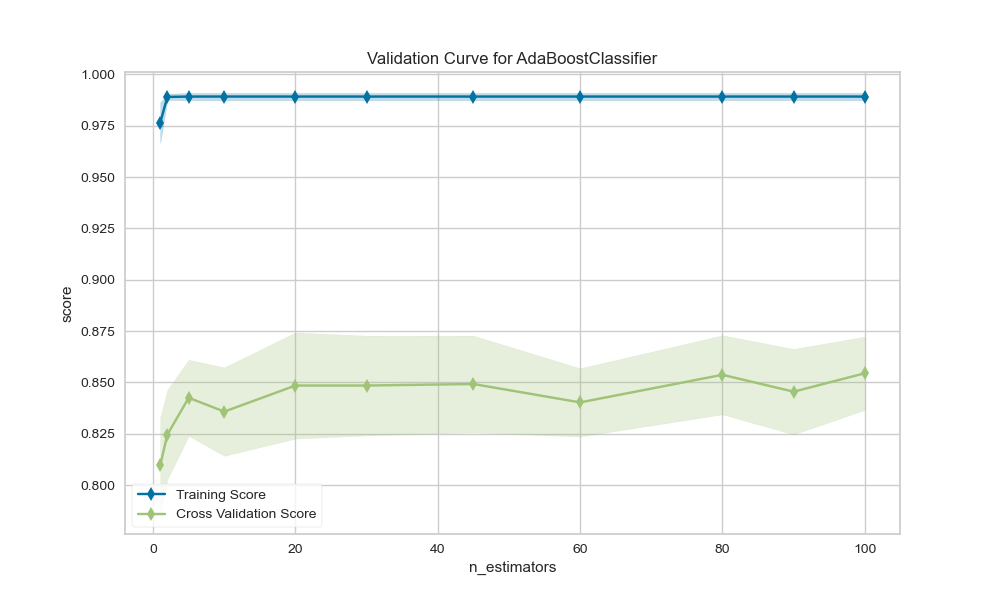 Validation Curve for AdaBoostClassifier
1.000
0.975
0.950
0.925
0.900
0.875
0.850
0.825
0.800
score
Training Score
Cross Validation Score
0 20 40 60 80 100
n_estimators